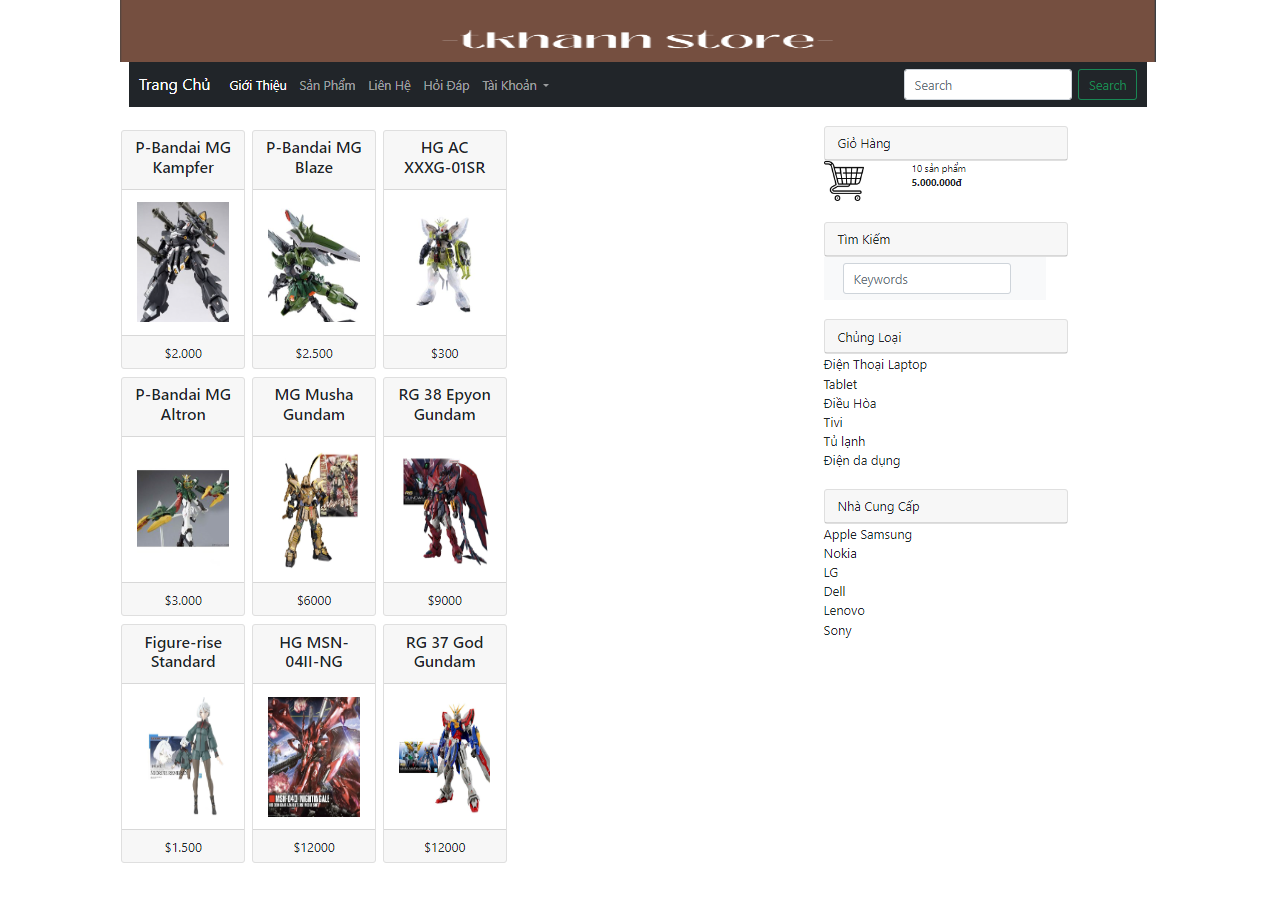 -tkhanh store-
Trang Chủ Giới Thiệu Sản Phẩm Liên Hệ Hỏi Đáp Tài Khoản Search Search
P-Bandai MG
Kampfer
P-Bandai MG
Blaze
HG AC
XXXG-01SR
$2.000
$2.500
$300
P-Bandai MG
Altron
MG Musha
Gundam
RG 38 Epyon
Gundam
$3.000
$6000
$9000
Figure-rise
Standard
HG MSN-
04II-NG
RG 37 God
Gundam
$1.500
$12000
$12000
Giỏ Hàng
10 sản phẩm
5.000.000đ
Tìm Kiếm
Keywords
Chủng Loại
Điện Thoại Laptop
Tablet
Điều Hòa
Tivi
Tủ lạnh
Điện da dụng
Nhà Cung Cấp
Apple Samsung
Nokia
LG
Dell
Lenovo
Sony